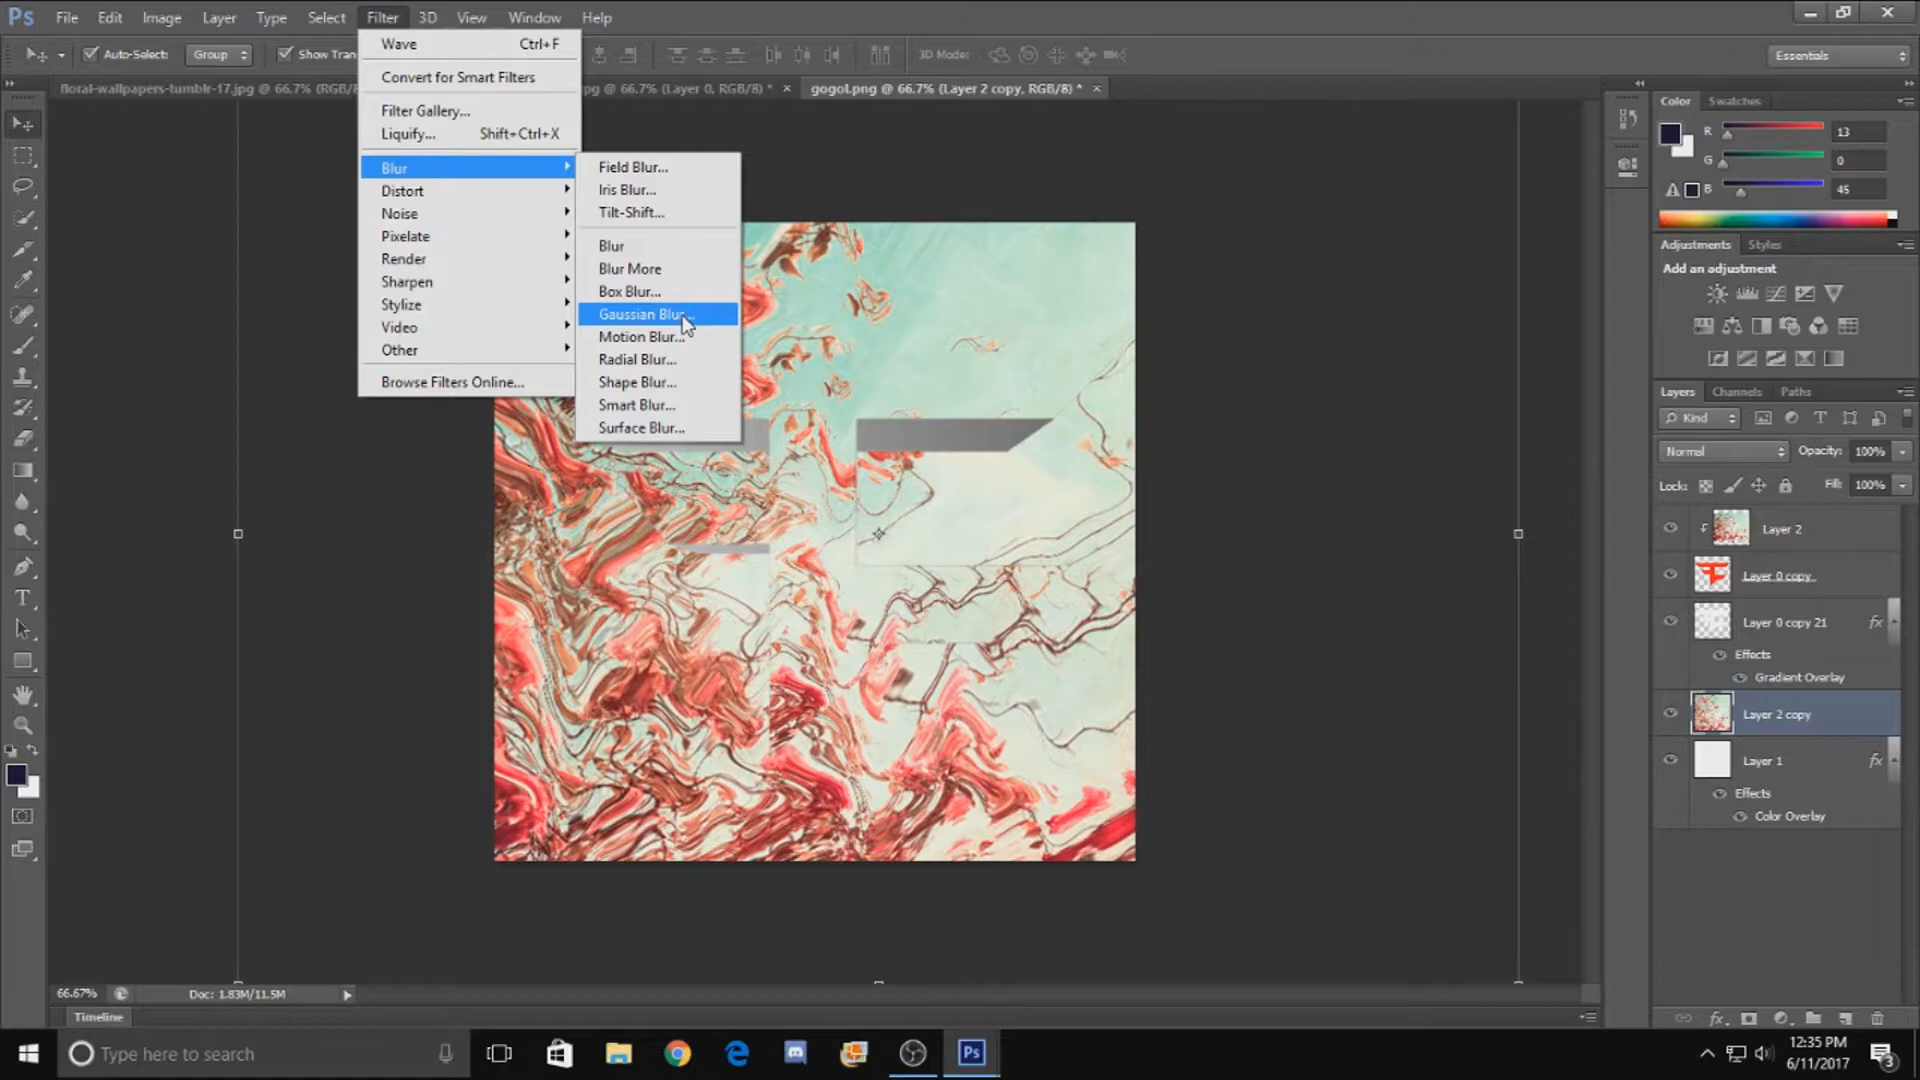 Ps File Edit Image Layer Type Select Filter 3D View Window Help
Auto-Select: Group Show Tran 3D Mode: Essentials
floral-wallpapers-tumblr-17.jpg @ 66.7% (RGB/8 pg @ 66.7% (Layer 0, RGB/8) * × gogol.png @ 66.7% (Layer 2 copy, RGB/8) * ×
Wave Ctrl+F
Convert for Smart Filters
Filter Gallery...
Liquify... Shift+Ctrl+X
Blur
Distort
Noise
Pixelate
Render
Sharpen
Stylize
Video
Other
Browse Filters Online...
Field Blur...
Iris Blur...
Tilt-Shift...
Blur
Blur More
Box Blur...
Gaussian Blur...
Motion Blur...
Radial Blur...
Shape Blur...
Smart Blur...
Surface Blur...
Color Swatches
R 13
G 0
B 45
Adjustments Styles
Add an adjustment
Layers Channels Paths
Kind
Normal Opacity: 100%
Lock: Fill: 100%
Layer 2
Layer 0 copy
Layer 0 copy 21 fx
Effects
Gradient Overlay
Layer 2 copy
Layer 1 fx
Effects
Color Overlay
66.67% Doc: 1.83M/11.5M
Timeline
Type here to search
Ps
12:35 PM
6/11/2017
3